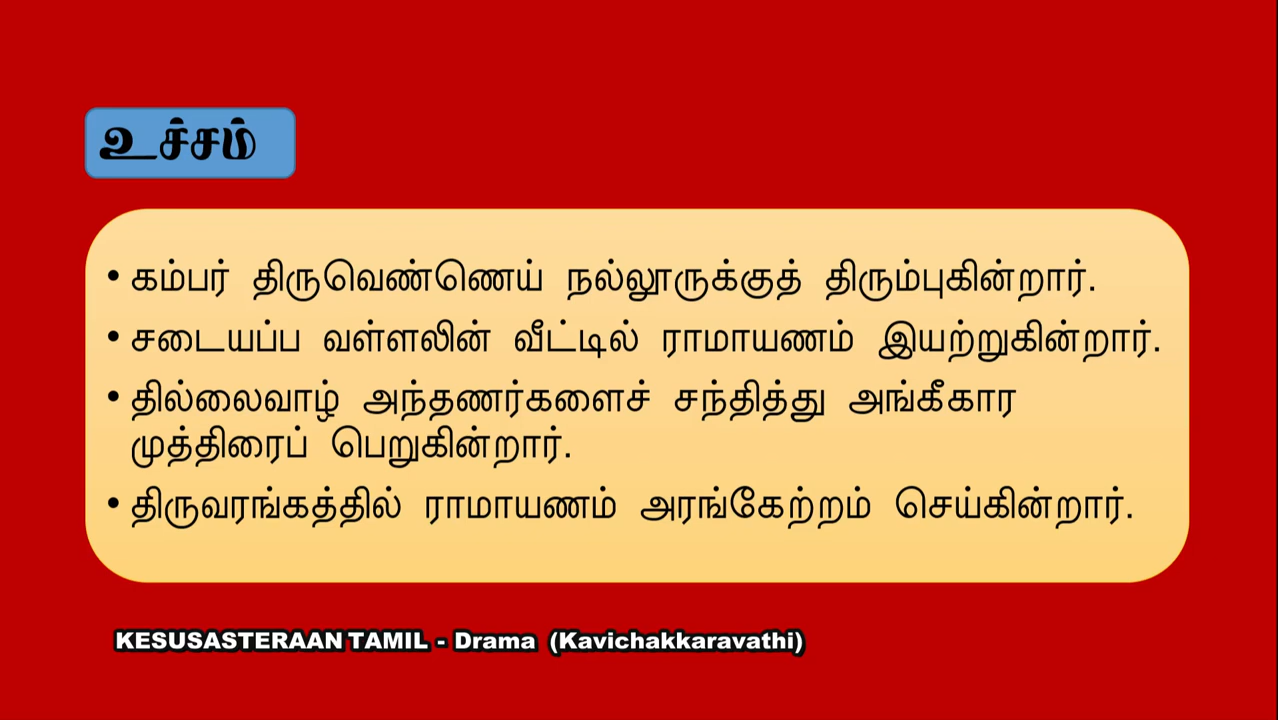 உச்சம்
• கம்பர் திருவெண்ணெய் நல்லூருக்குத் திரும்புகின்றார்.
• சடையப்ப வள்ளலின் வீட்டில் ராமாயணம் இயற்றுகின்றார்.
• தில்லைவாழ் அந்தணர்களைச் சந்தித்து அங்கீகார
முத்திரைப் பெறுகின்றார்.
• திருவரங்கத்தில் ராமாயணம் அரங்கேற்றம் செய்கின்றார்.
KESUSASTERAAN TAMIL - Drama (Kavichakkaravathi)